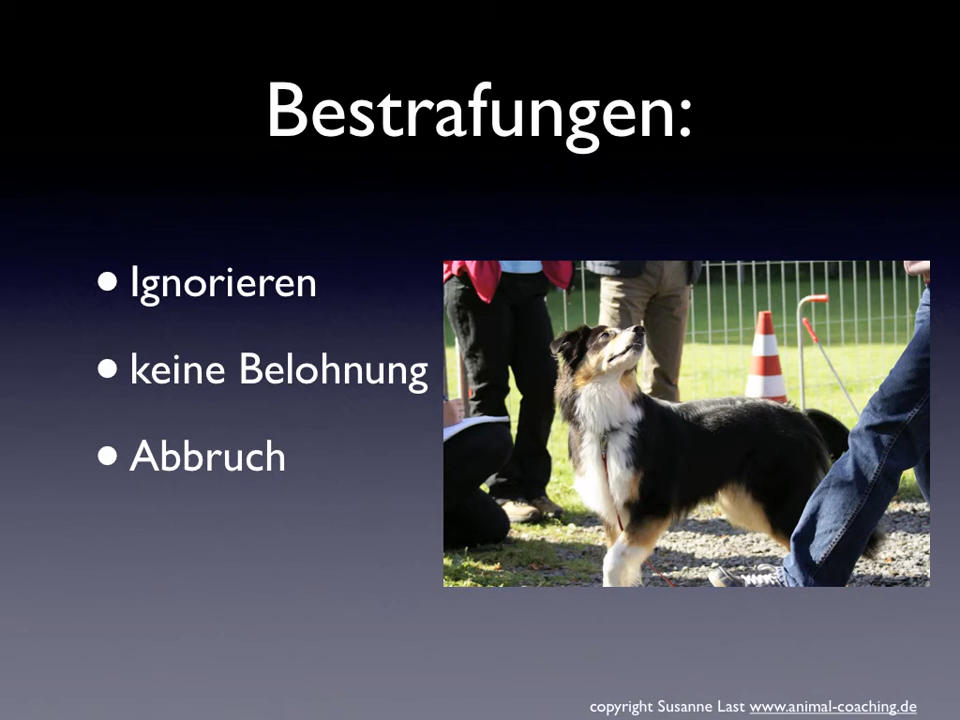 Bestrafungen:
• Ignorieren
• keine Belohnung
• Abbruch
copyright Susanne Last www.animal-coaching.de